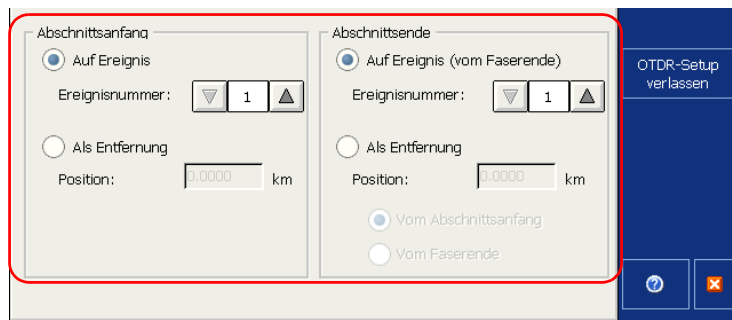 Abschnittsanfang
Auf Ereignis
Ereignisnummer:
1
Als Entfernung
Position:
0.0000
km
Abschnittsende
Auf Ereignis (vom Faserende)
Ereignisnummer:
1
Als Entfernung
Position:
0.0000
km
Vom Abschnittsanfang
Vom Faserende
OTDR-Setup
verlassen
?